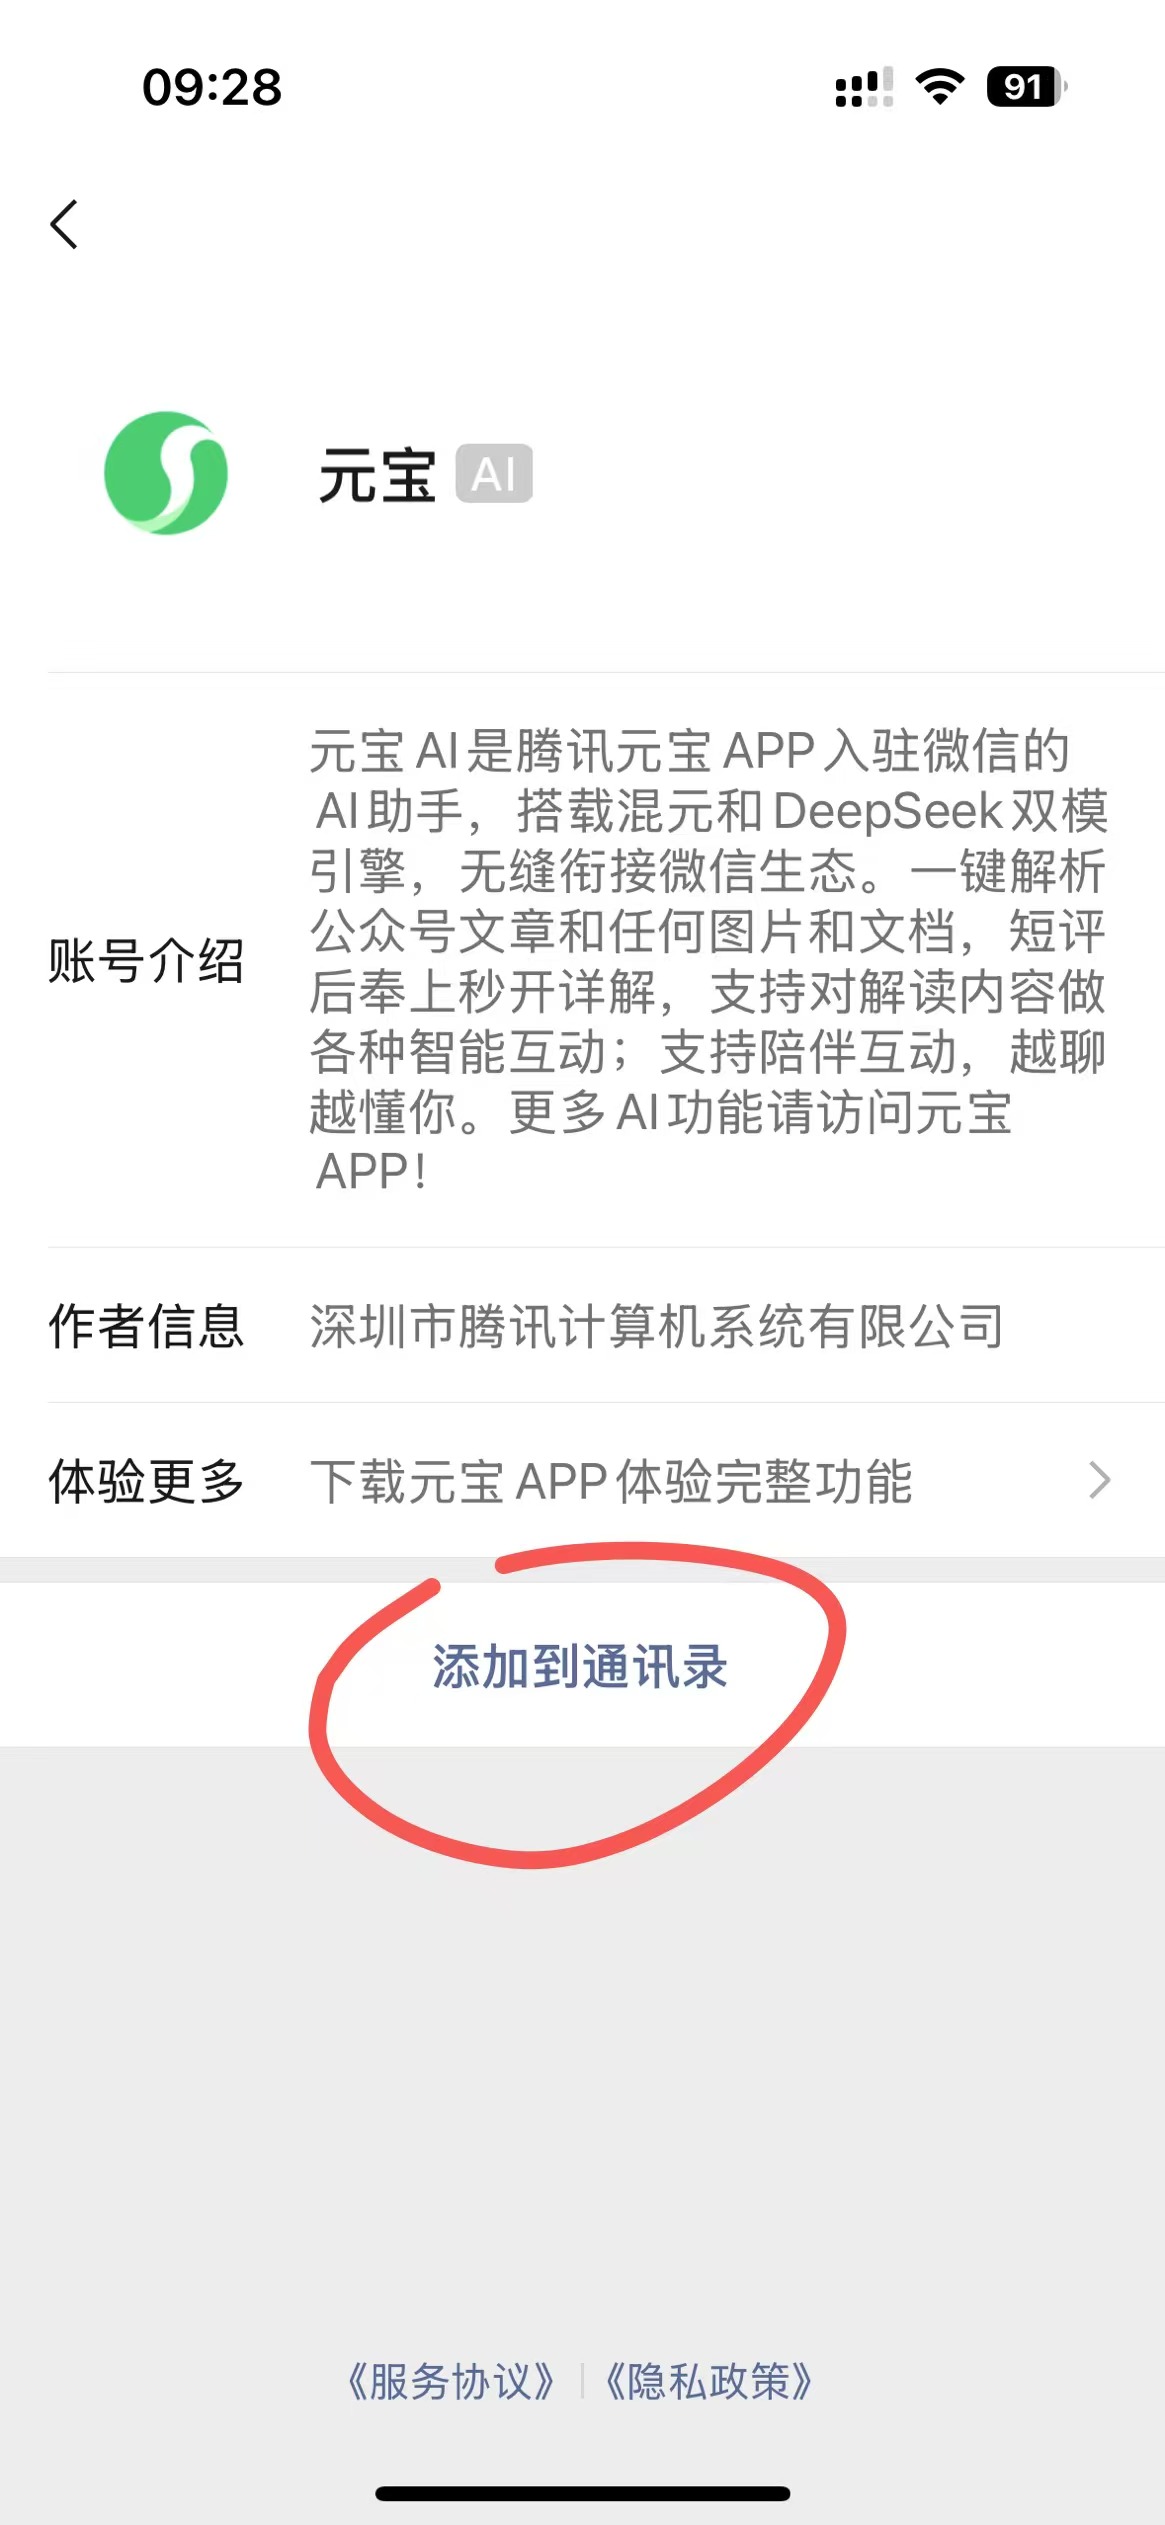 09:28
91
元宝 AI
账号介绍
元宝AI是腾讯元宝APP入驻微信的
AI助手，搭载混元和DeepSeek双模
引擎，无缝衔接微信生态。一键解析
公众号文章和任何图片和文档，短评
后奉上秒开详解，支持对解读内容做
各种智能互动；支持陪伴互动，越聊
越懂你。更多AI功能请访问元宝
APP！
作者信息 深圳市腾讯计算机系统有限公司
体验更多 下载元宝APP体验完整功能
添加到通讯录
《服务协议》｜《隐私政策》